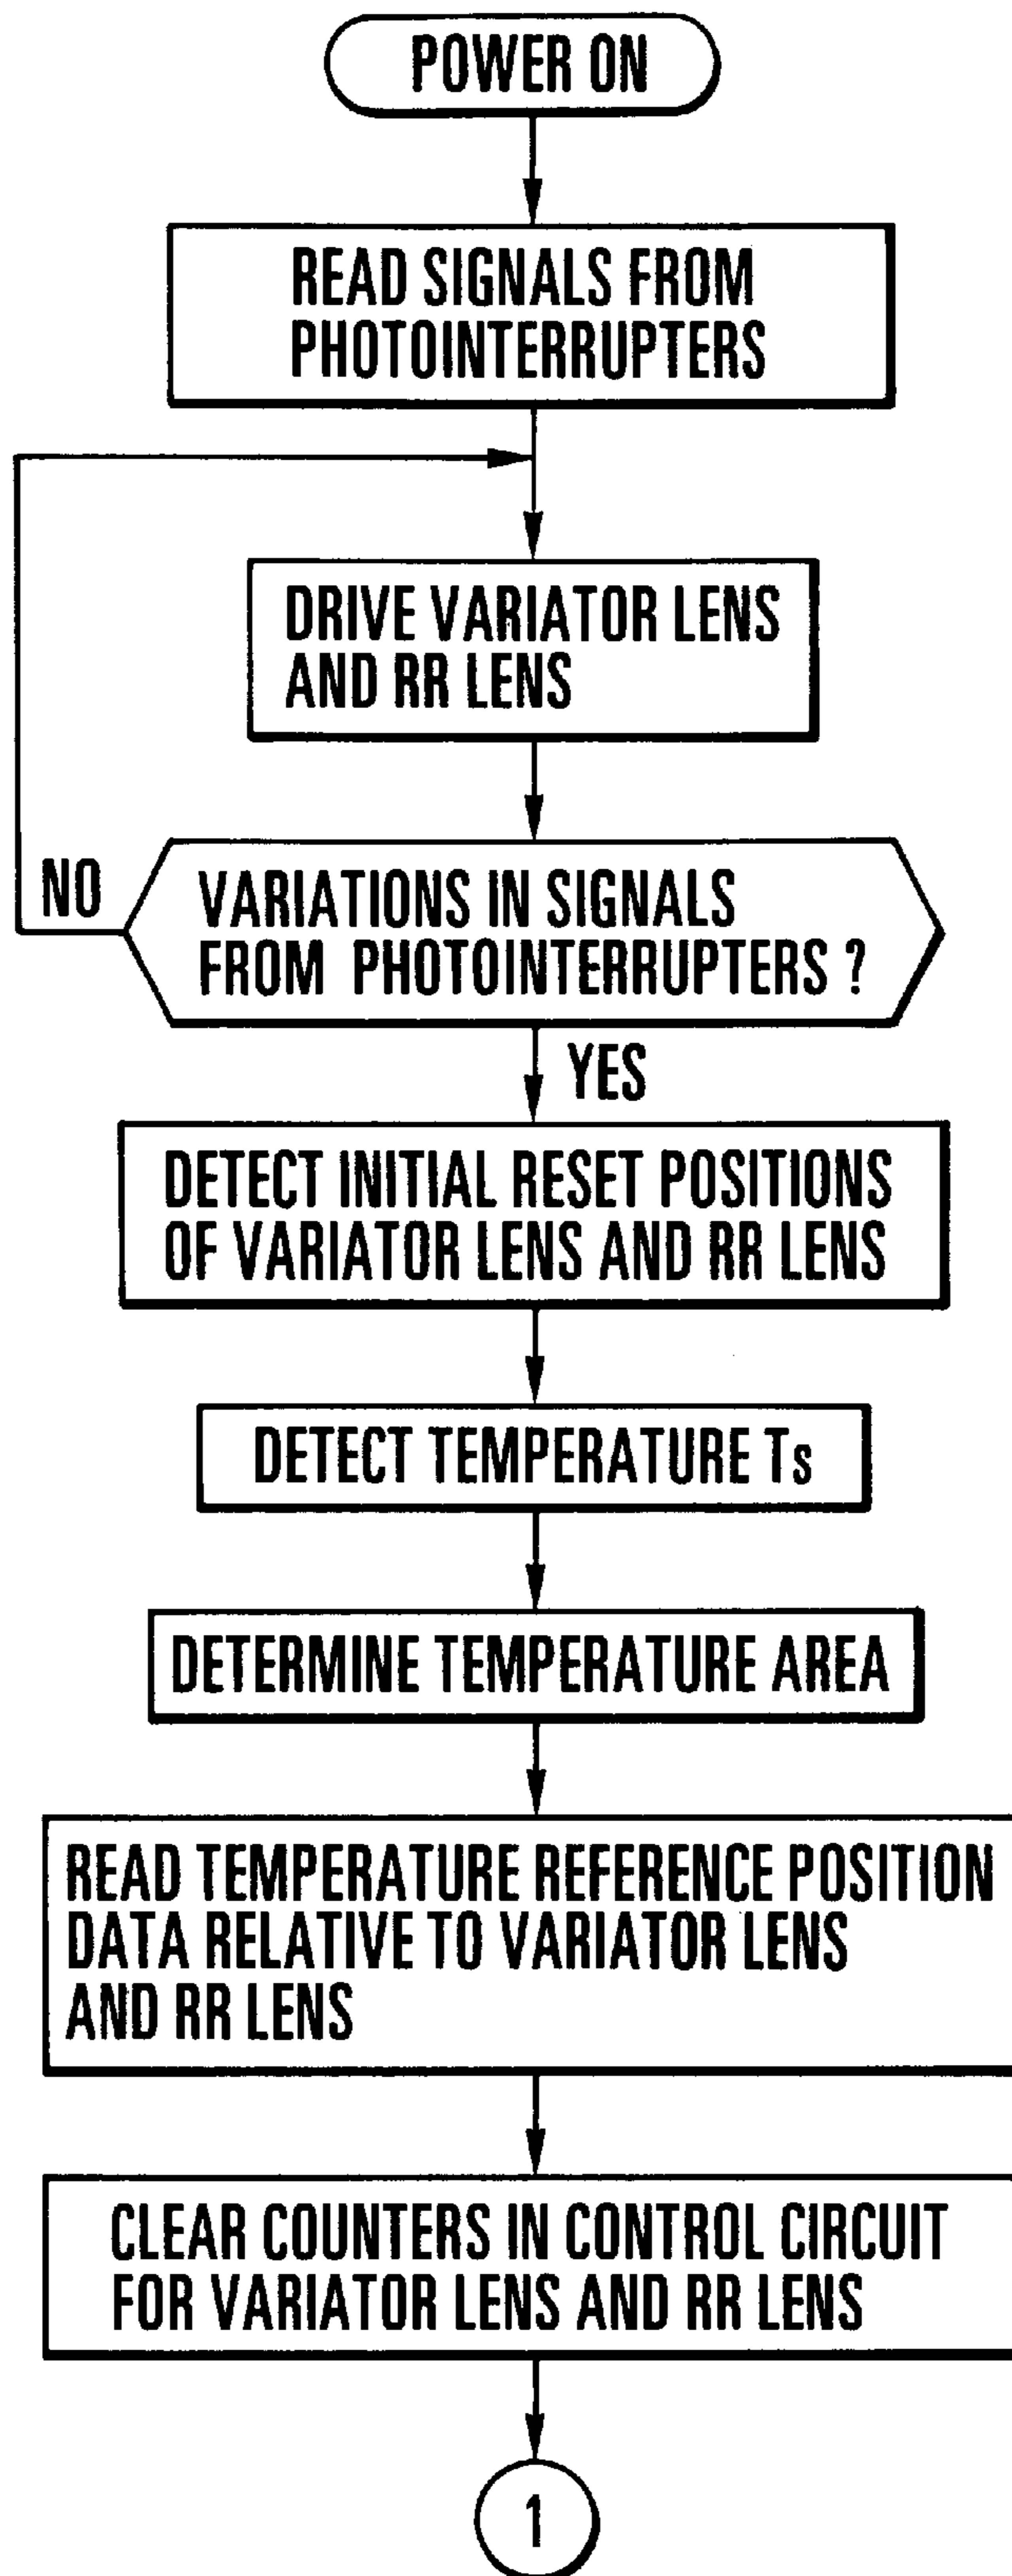 POWER ON
READ SIGNALS FROM
PHOTOINTERRUPTERS
DRIVE VARIATOR LENS
AND RR LENS
NO
VARIATIONS IN SIGNALS
FROM PHOTOINTERRUPTERS ?
YES
DETECT INITIAL RESET POSITIONS
OF VARIATOR LENS AND RR LENS
DETECT TEMPERATURE Ts
DETERMINE TEMPERATURE AREA
READ TEMPERATURE REFERENCE POSITION
DATA RELATIVE TO VARIATOR LENS
AND RR LENS
CLEAR COUNTERS IN CONTROL CIRCUIT
FOR VARIATOR LENS AND RR LENS
1